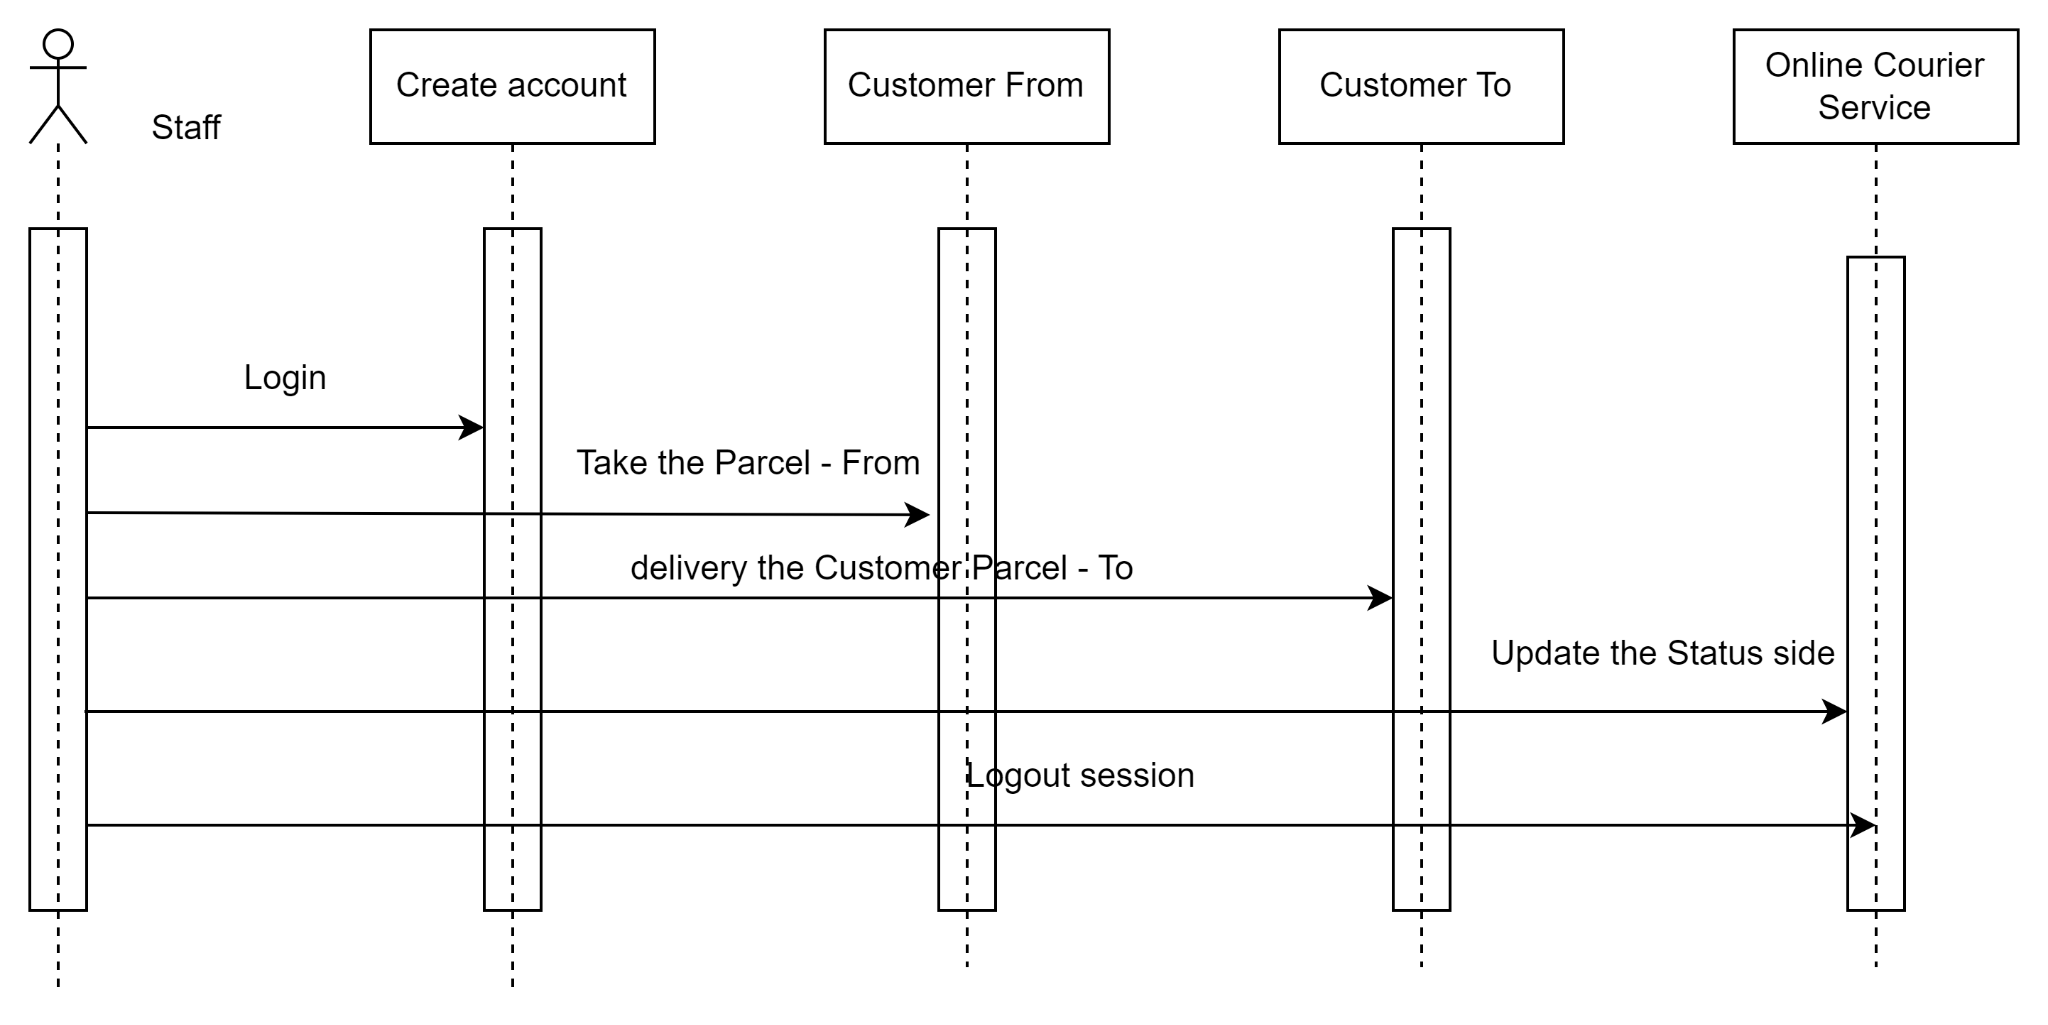 Staff
Create account
Customer From
Customer To
Online Courier
Service
Login
Take the Parcel - From
delivery the Customer Parcel - To
Update the Status side
Logout session